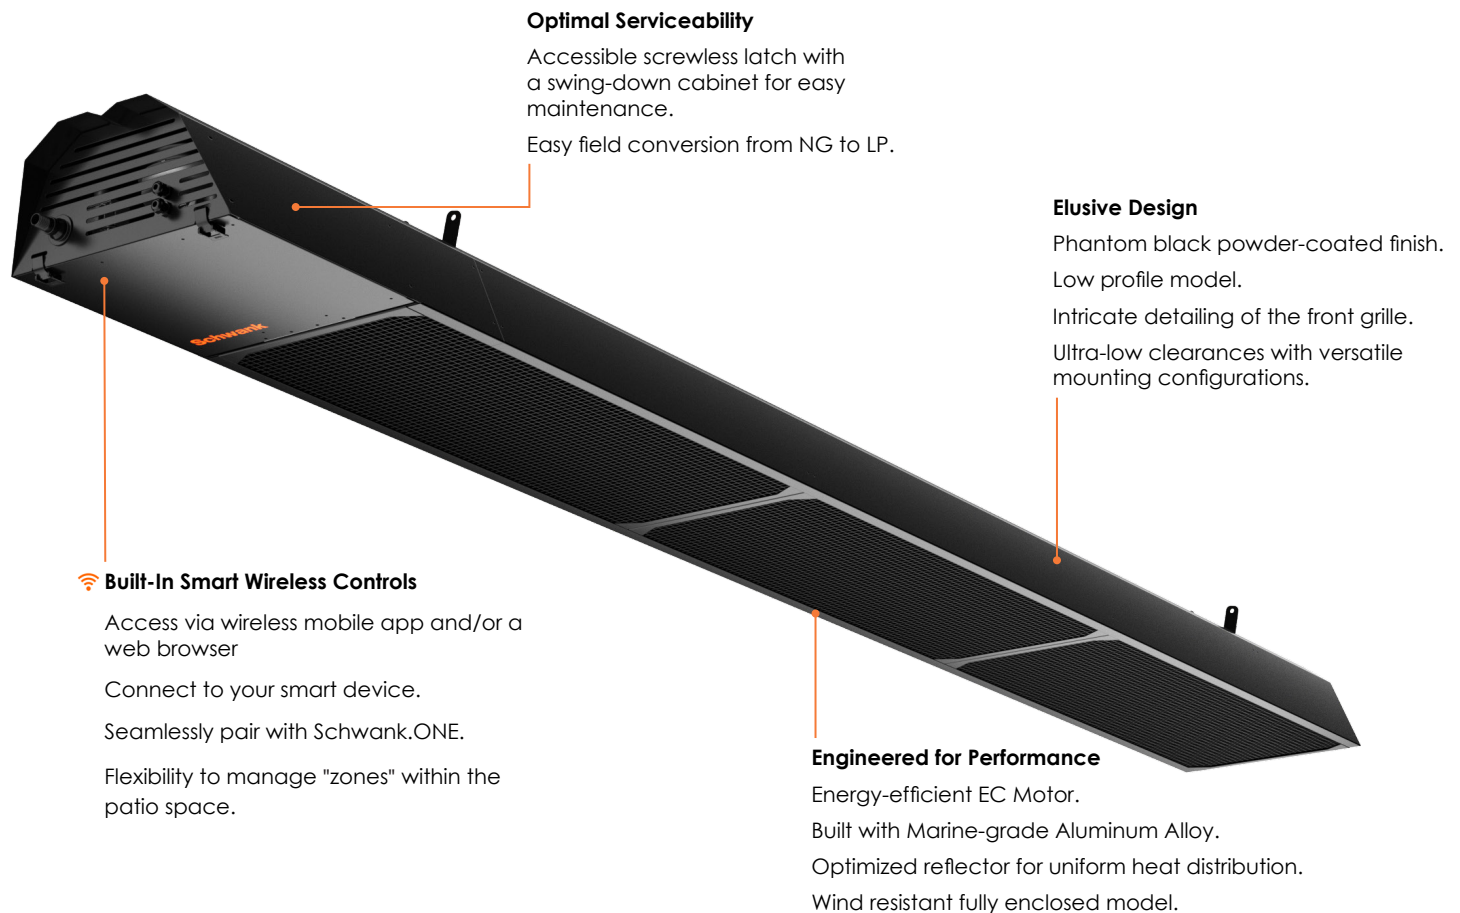 Optimal Serviceability
Accessible screwless latch with
a swing-down cabinet for easy
maintenance.
Easy field conversion from NG to LP.
Elusive Design
Phantom black powder-coated finish.
Low profile model.
Intricate detailing of the front grille.
Ultra-low clearances with versatile
mounting configurations.
Schwank
Built-In Smart Wireless Controls
Access via wireless mobile app and/or a
web browser
Connect to your smart device.
Seamlessly pair with Schwank.ONE.
Flexibility to manage "zones" within the
patio space.
Engineered for Performance
Energy-efficient EC Motor.
Built with Marine-grade Aluminum Alloy.
Optimized reflector for uniform heat distribution.
Wind resistant fully enclosed model.